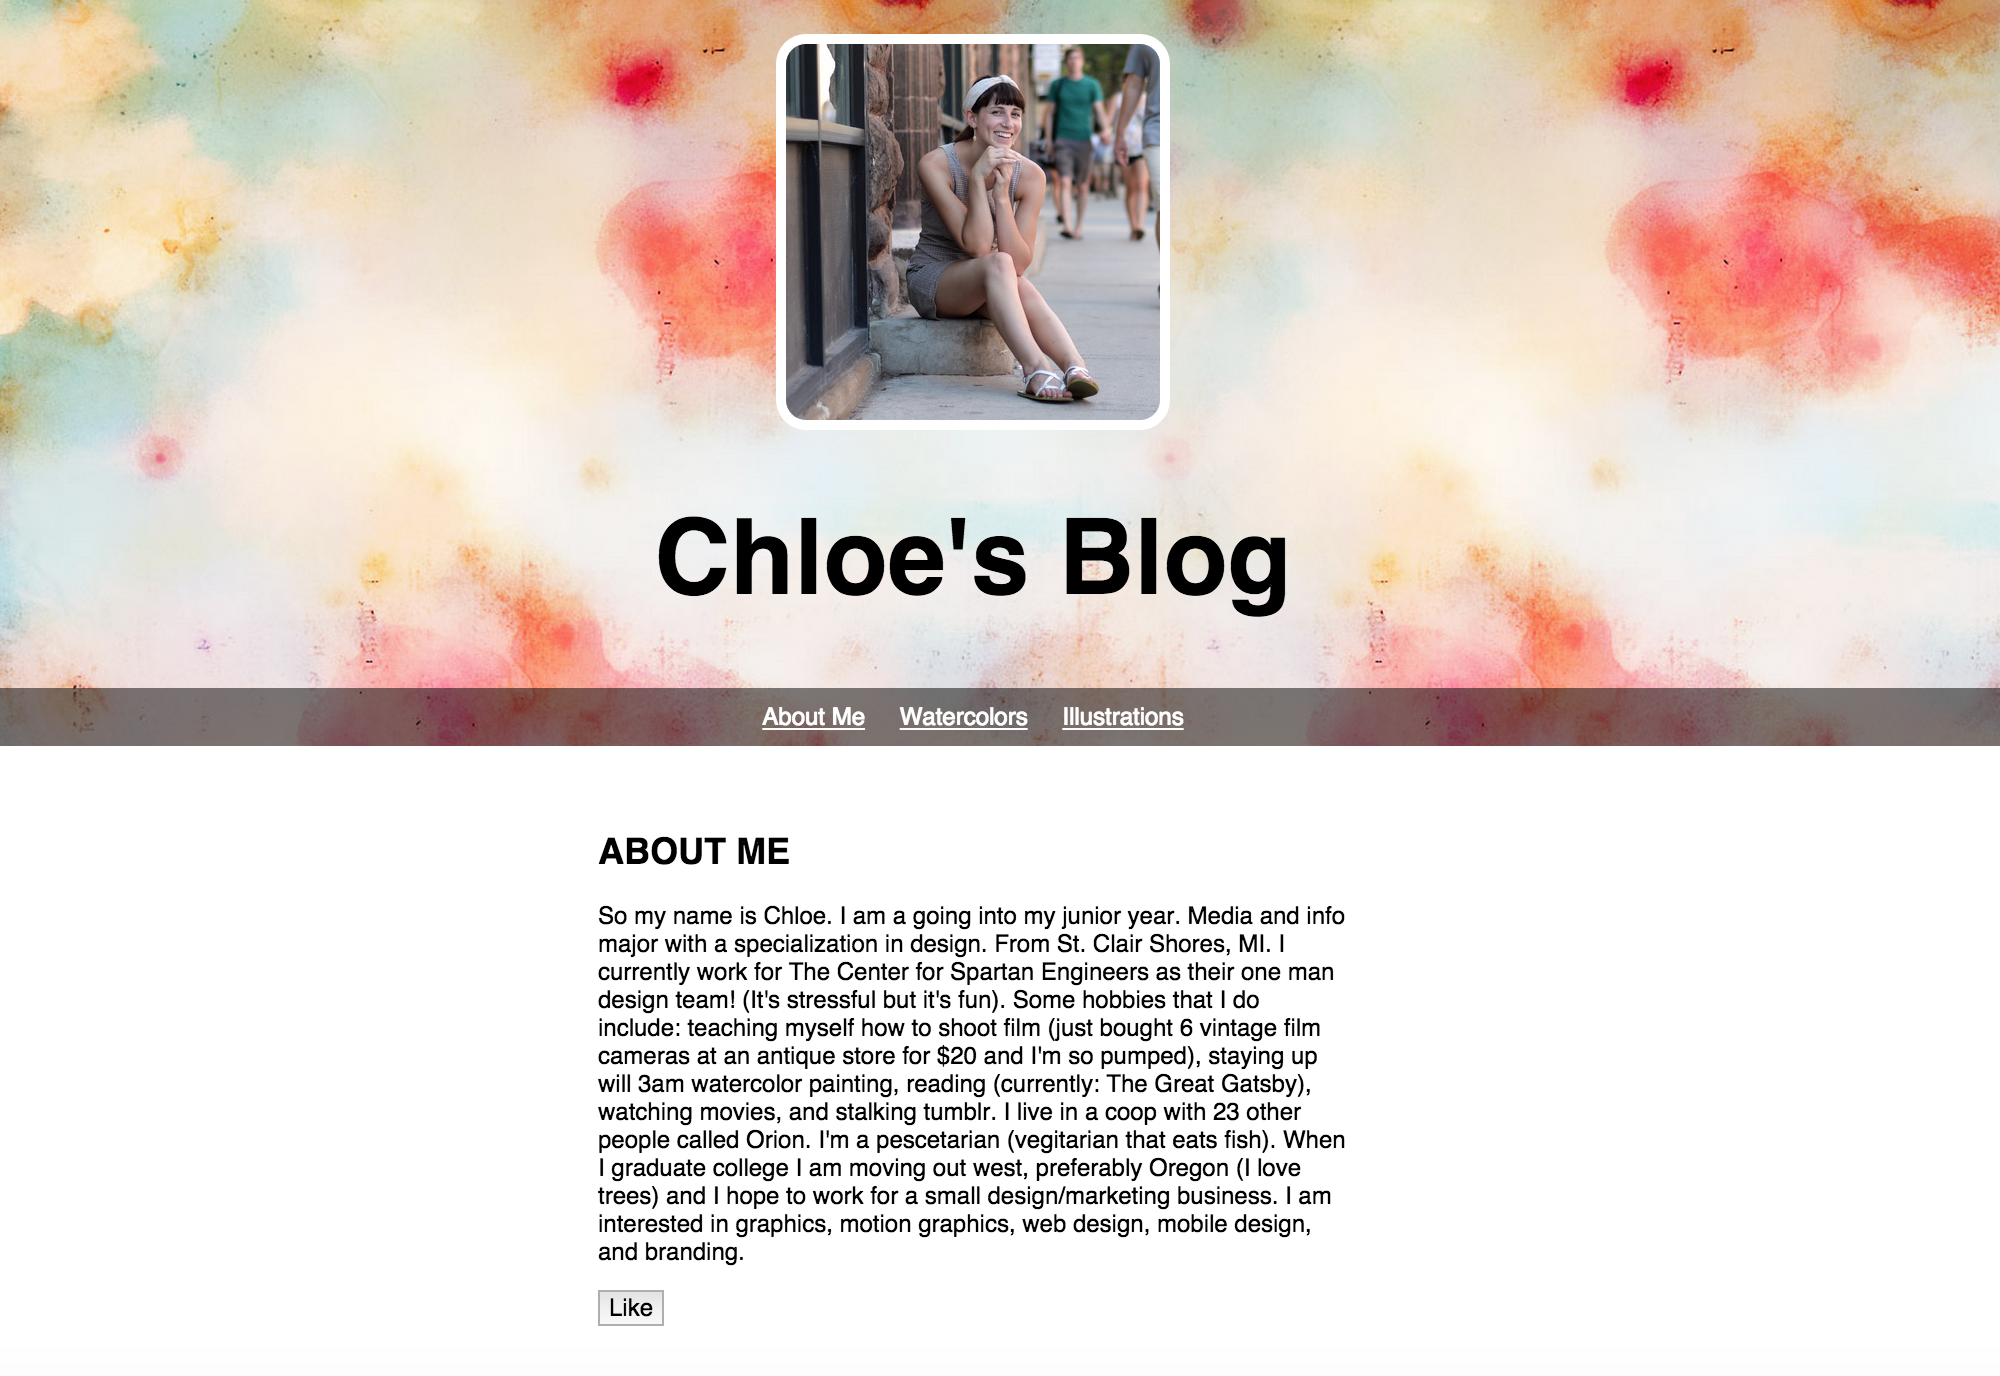 Chloe's Blog
About Me Watercolors Illustrations
ABOUT ME
So my name is Chloe. I am a going into my junior year. Media and info
major with a specialization in design. From St. Clair Shores, MI. I
currently work for The Center for Spartan Engineers as their one man
design team! (It's stressful but it's fun). Some hobbies that I do
include: teaching myself how to shoot film (just bought 6 vintage film
cameras at an antique store for $20 and I'm so pumped), staying up
will 3am watercolor painting, reading (currently: The Great Gatsby),
watching movies, and stalking tumblr. I live in a coop with 23 other
people called Orion. I'm a pescetarian (vegitarian that eats fish). When
I graduate college I am moving out west, preferably Oregon (I love
trees) and I hope to work for a small design/marketing business. I am
interested in graphics, motion graphics, web design, mobile design,
and branding.
Like